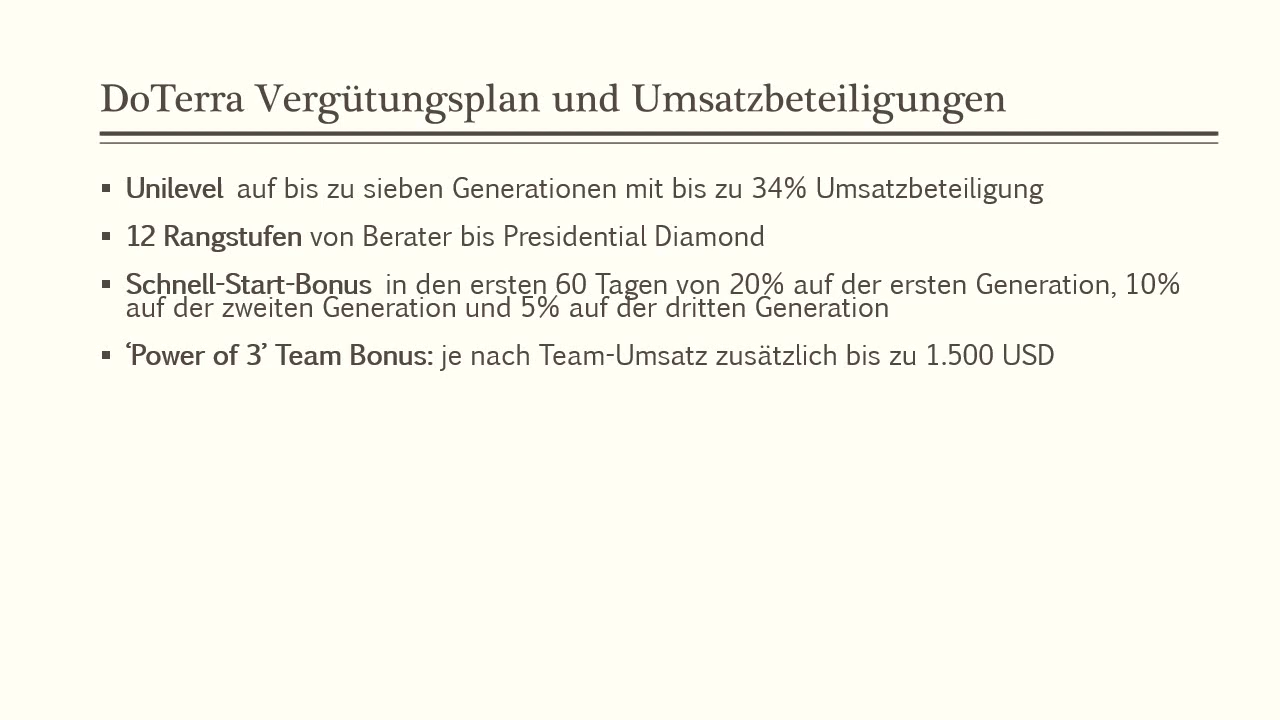 DoTerra Vergütungsplan und Umsatzbeteiligungen
▪ Unilevel auf bis zu sieben Generationen mit bis zu 34% Umsatzbeteiligung
▪ 12 Rangstufen von Berater bis Presidential Diamond
▪ Schnell-Start-Bonus in den ersten 60 Tagen von 20% auf der ersten Generation, 10%
auf der zweiten Generation und 5% auf der dritten Generation
▪ ‘Power of 3’ Team Bonus: je nach Team-Umsatz zusätzlich bis zu 1.500 USD